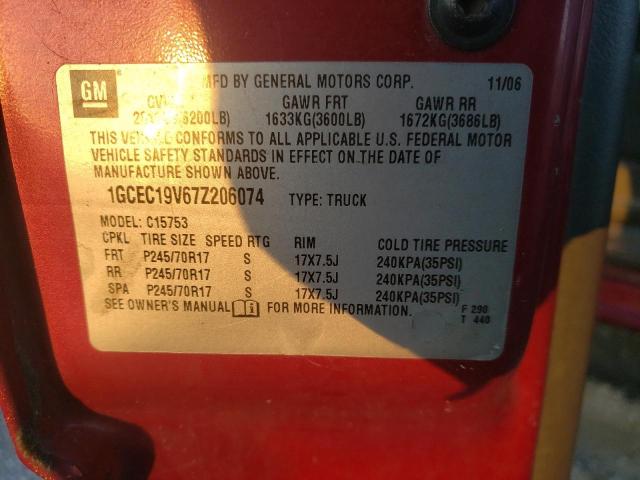 GM
MFD BY GENERAL MOTORS CORP. 11/06
GAWR FRT GAWR RR
6200LB) 1633KG(3600LB) 1672KG(3686LB)
THIS VEHICLE CONFORMS TO ALL APPLICABLE U.S. FEDERAL MOTOR
VEHICLE SAFETY STANDARDS IN EFFECT ON THE DATE OF
MANUFACTURE SHOWN ABOVE.
1GCEC19V67Z206074 TYPE: TRUCK
MODEL: C15753
CPKL TIRE SIZE SPEED RTG RIM COLD TIRE PRESSURE
FRT P245/70R17 S 17X7.5J 240KPA(35PSI)
RR P245/70R17 S 17X7.5J 240KPA(35PSI)
SPA P245/70R17 S 17X7.5J 240KPA(35PSI)
SEE OWNER'S MANUAL FOR MORE INFORMATION.
F 290
T 440